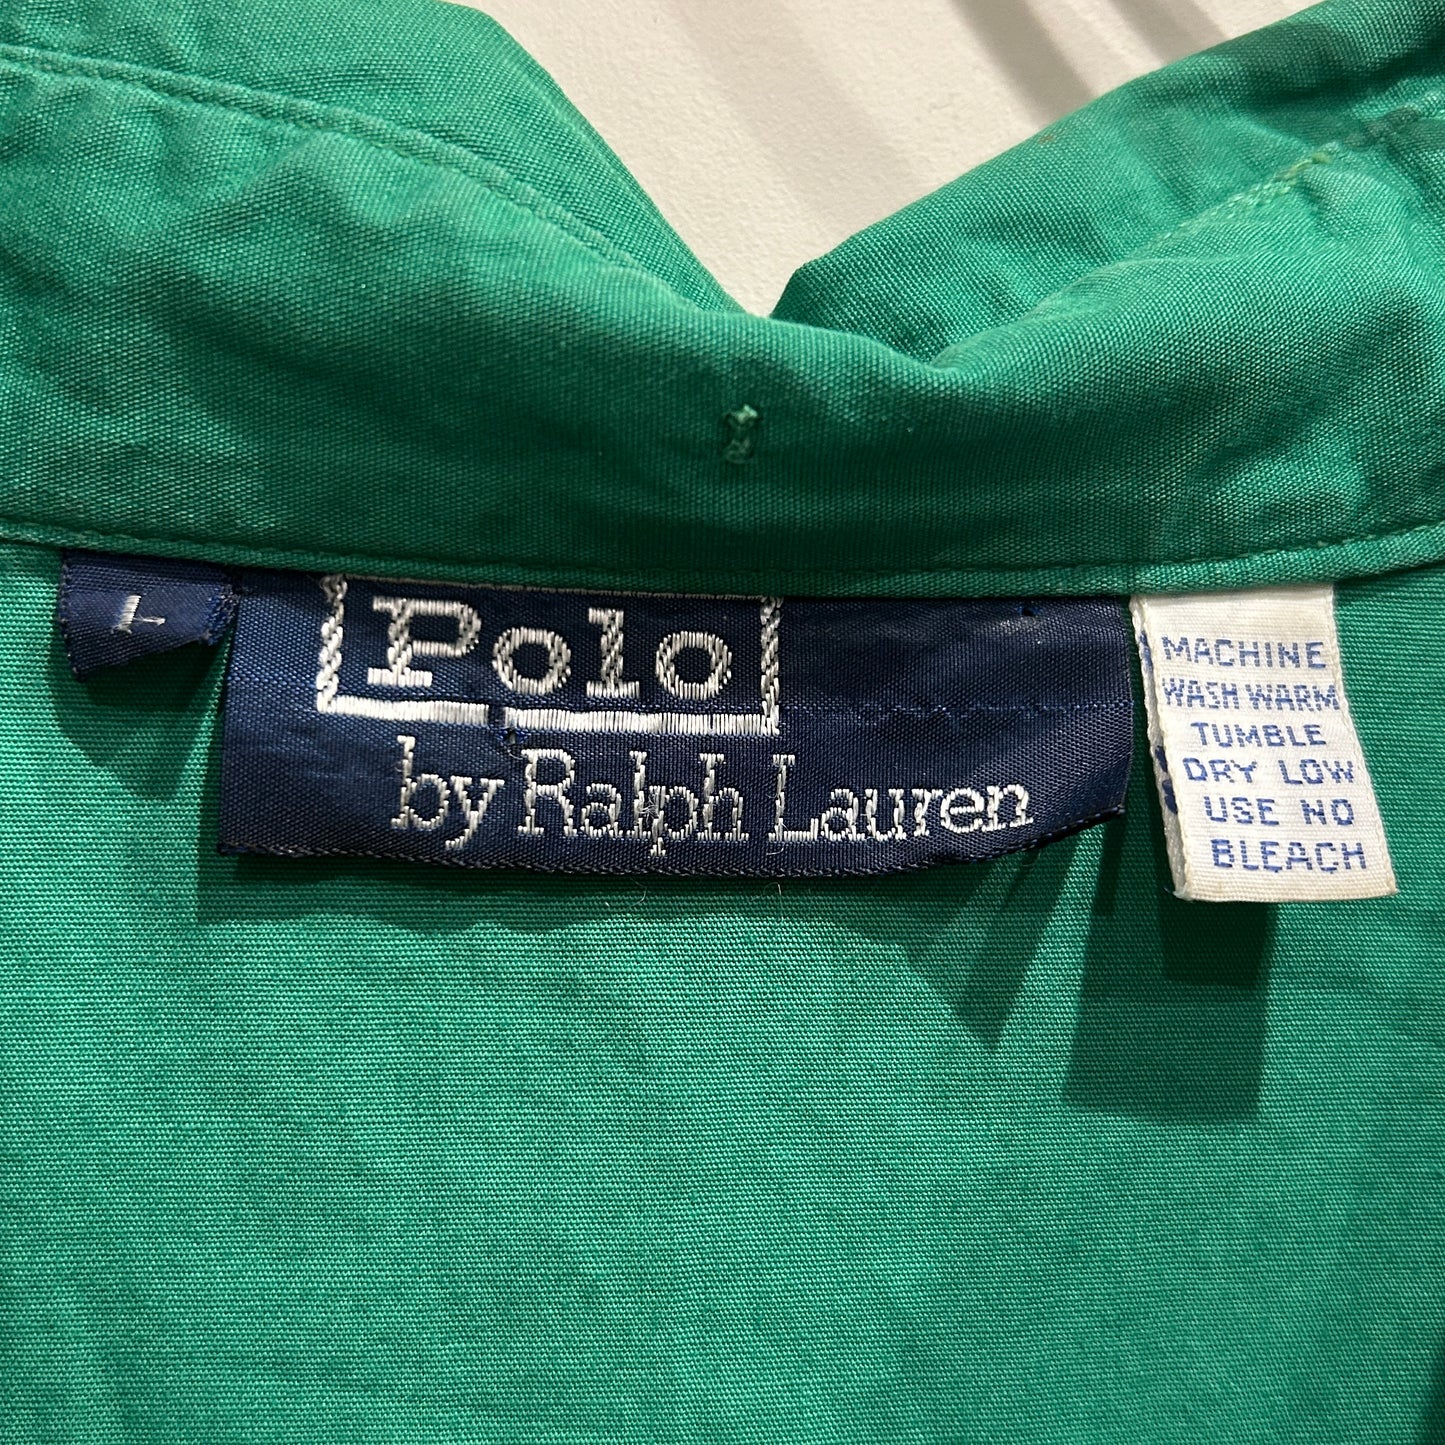 L
Polo
by Ralph Lauren
MACHINE
WASH WARM
TUMBLE
DRY LOW
USE NO
BLEACH